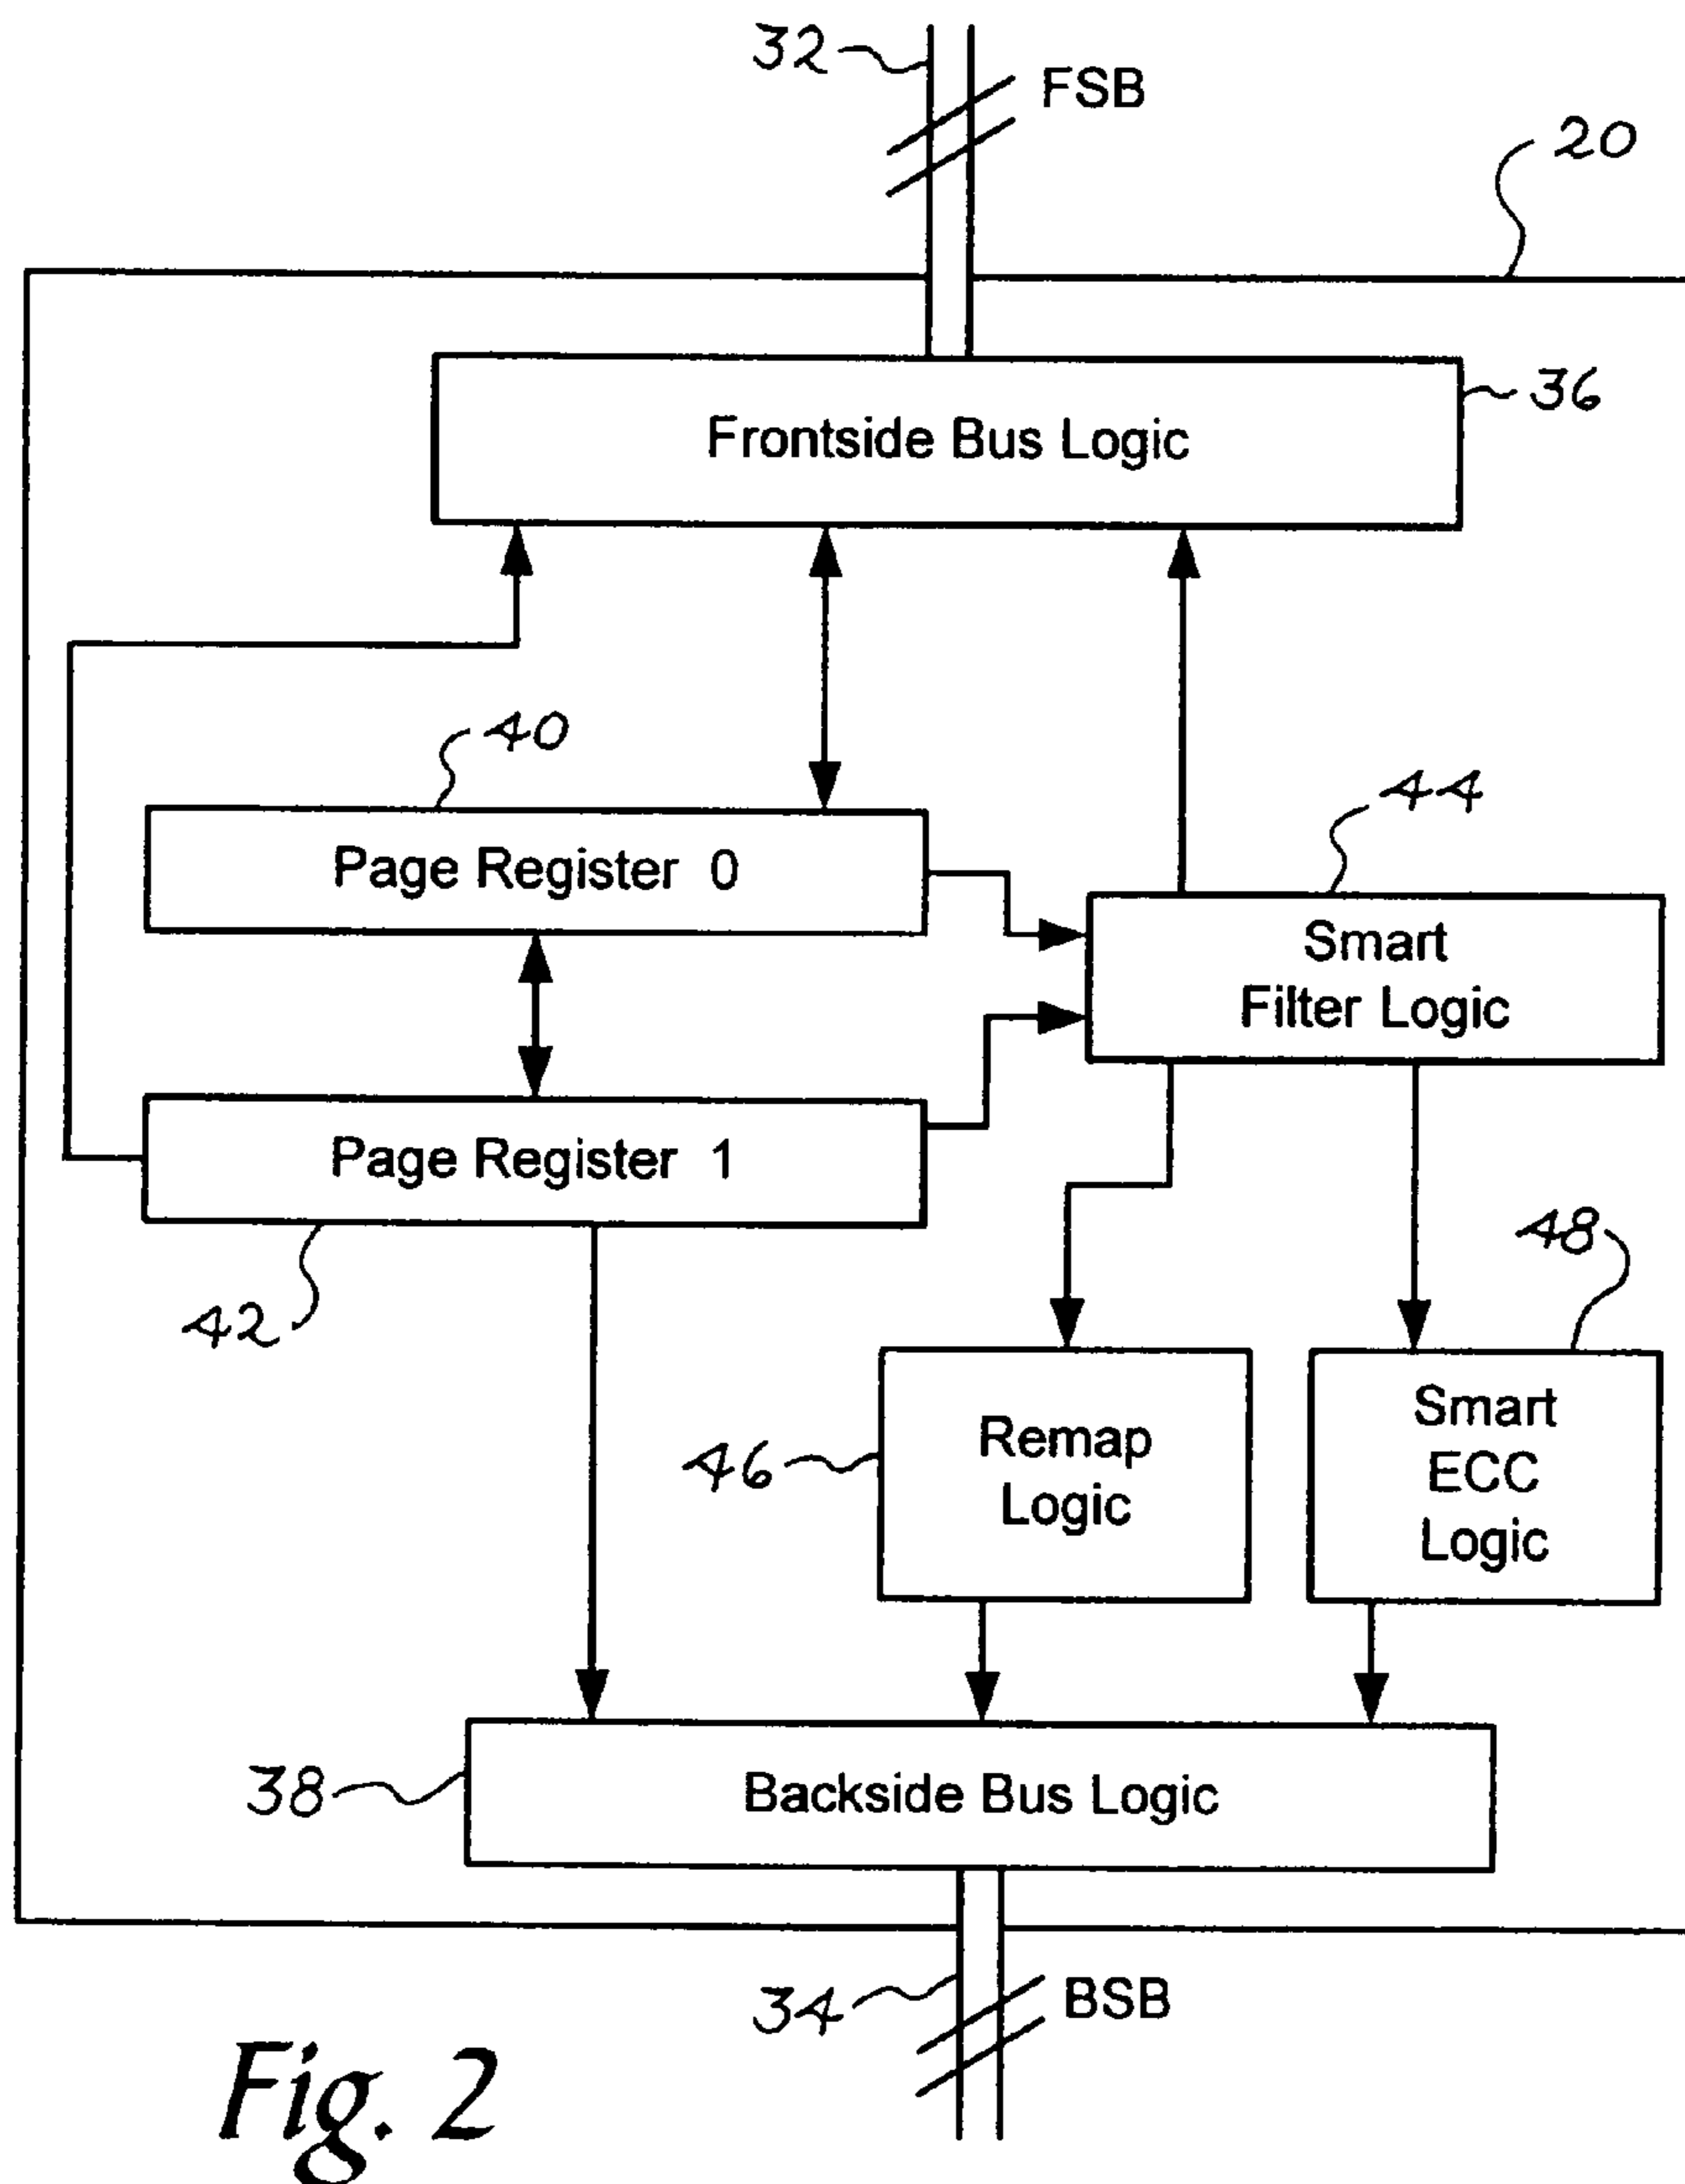 32
FSB
20
36
Frontside Bus Logic
40
44
Page Register 0
Smart
Filter Logic
Page Register 1
42
48
46
Remap
Logic
Smart
ECC
Logic
38
Backside Bus Logic
34
BSB
Fig. 2